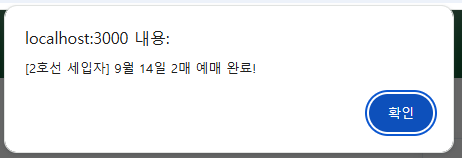 localhost:3000 내용:
[2호선 세입자] 9월 14일 2매 예매 완료!
확인